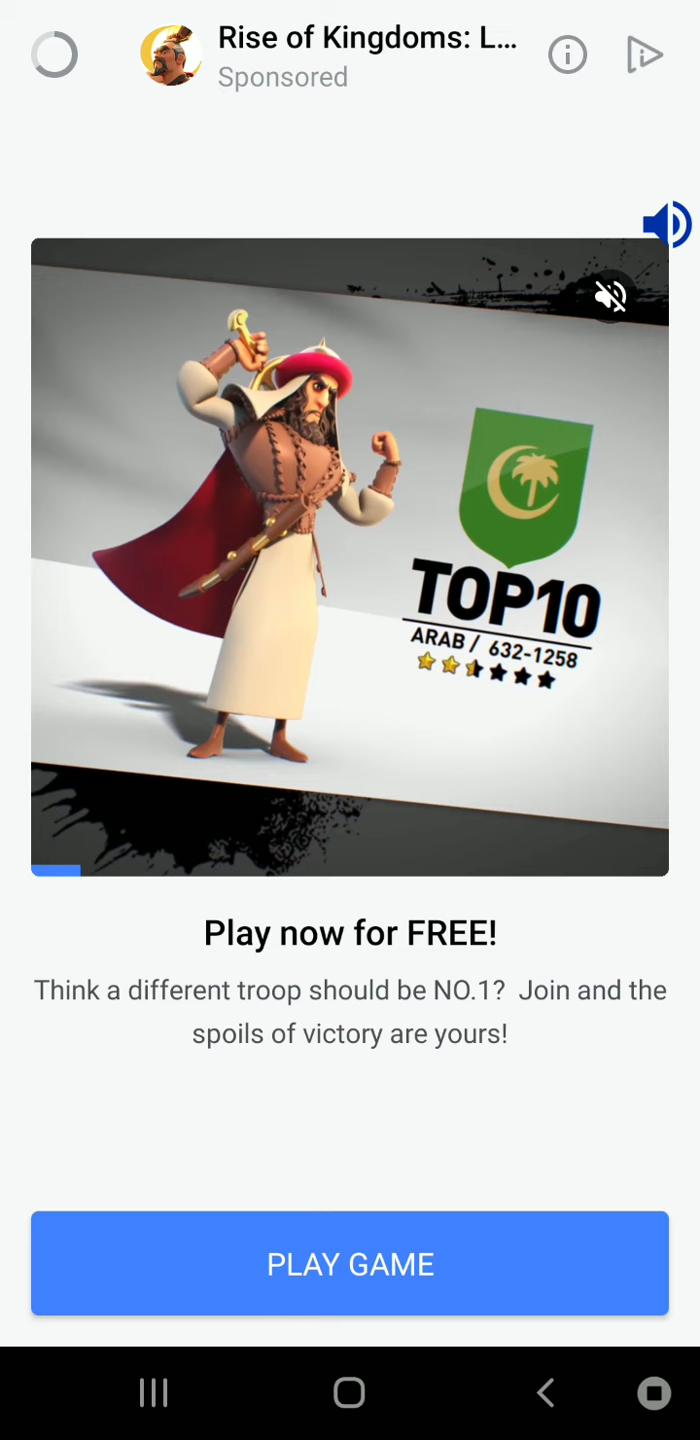 Rise of Kingdoms: L...
Sponsored
TOP10
ARAB / 632-1258
Play now for FREE!
Think a different troop should be NO.1? Join and the
spoils of victory are yours!
PLAY GAME